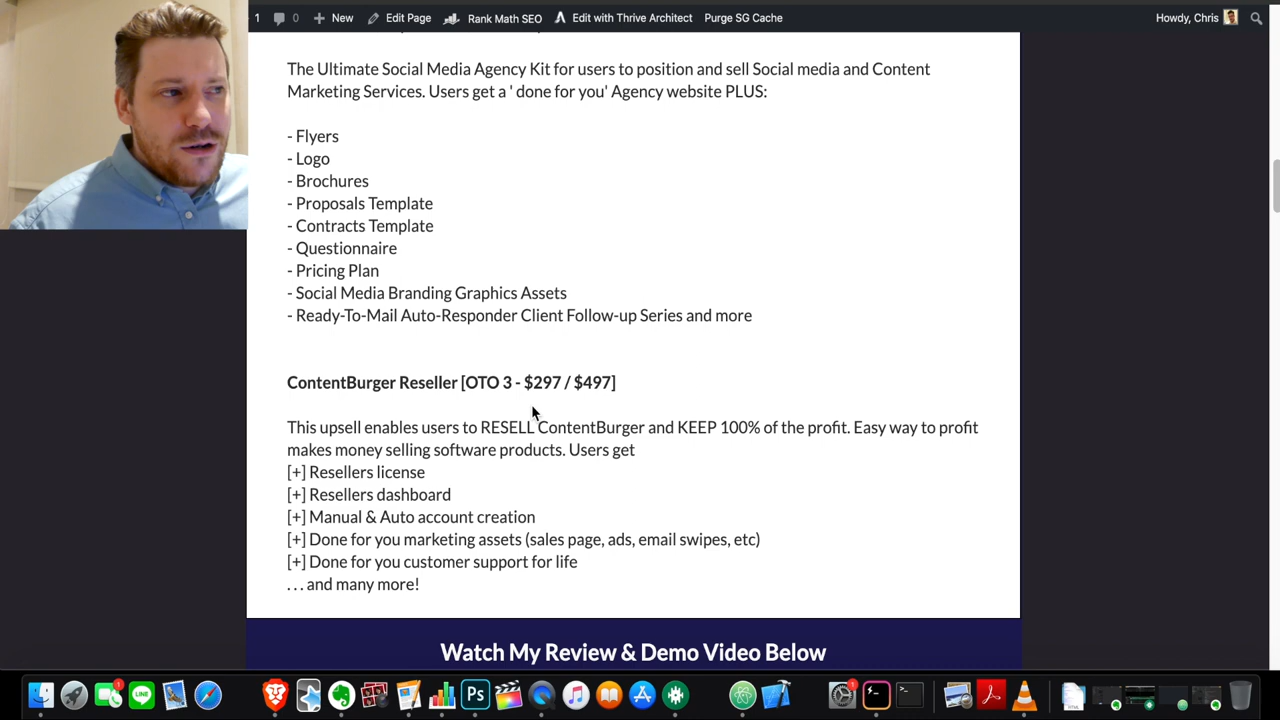 1 0 New Edit Page Rank Math SEO Edit with Thrive Architect Purge SG Cache Howdy, Chris
The Ultimate Social Media Agency Kit for users to position and sell Social media and Content
Marketing Services. Users get a ' done for you' Agency website PLUS:
- Flyers
- Logo
- Brochures
- Proposals Template
- Contracts Template
- Questionnaire
- Pricing Plan
- Social Media Branding Graphics Assets
- Ready-To-Mail Auto-Responder Client Follow-up Series and more
ContentBurger Reseller [OTO 3 - $297 / $497]
This upsell enables users to RESELL ContentBurger and KEEP 100% of the profit. Easy way to profit
makes money selling software products. Users get
[+] Resellers license
[+] Resellers dashboard
[+] Manual & Auto account creation
[+] Done for you marketing assets (sales page, ads, email swipes, etc)
[+] Done for you customer support for life
. . . and many more!
Watch My Review & Demo Video Below
1 LINE Ps 1